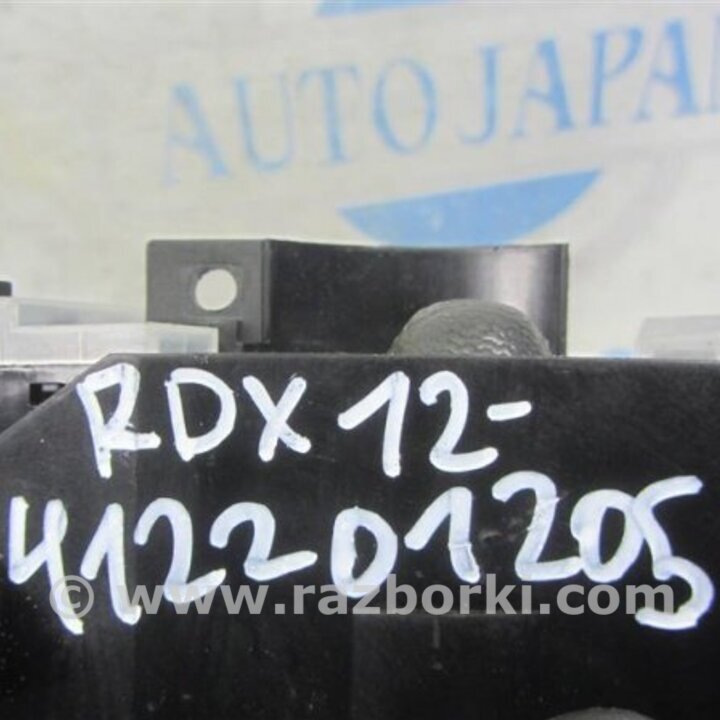 AUTO JAPAN
RDX 12-
412201205
© www.razborki.com